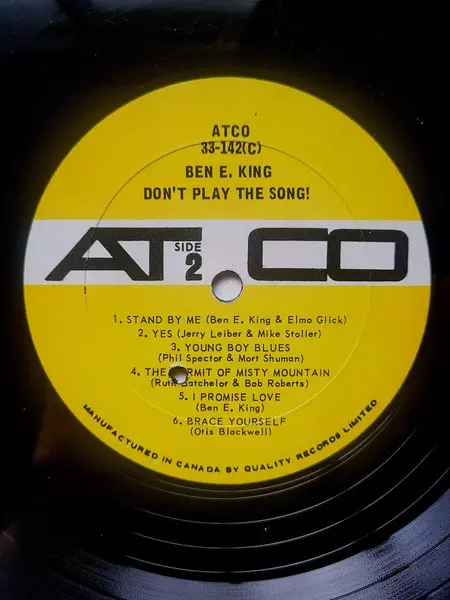 ATCO
33-142(C)
BEN E. KING
DON'T PLAY THE SONG!
AT CO
SIDE
2
1. STAND BY ME (Ben E. King & Elmo Glick)
2. YES (Jerry Leiber & Mike Stoller)
3. YOUNG BOY BLUES
(Phil Spector & Mort Shuman)
4. THE RMIT OF MISTY MOUNTAIN
(Ruth Batchelor & Bob Roberts)
5. I PROMISE LOVE
(Ben E. King)
6. BRACE YOURSELF
(Otis Blackwell)
MANUFACTURED IN CANADA BY QUALITY RECORDS LIMITED